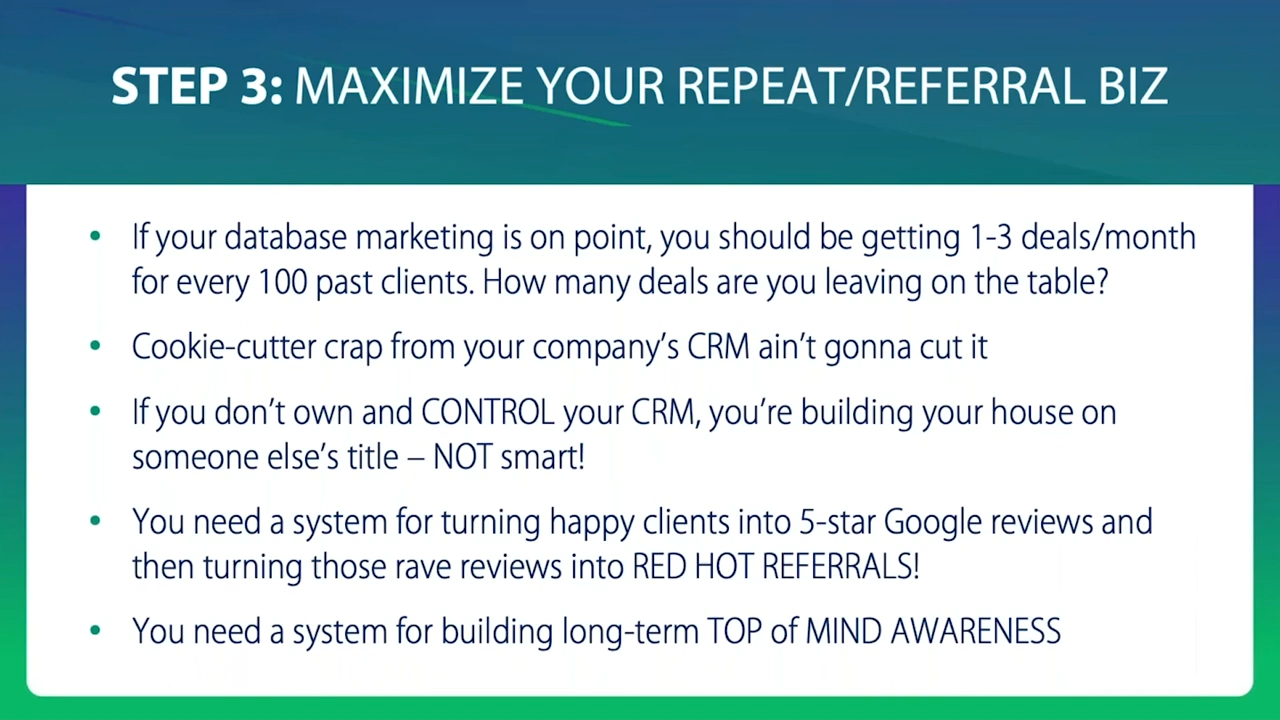 STEP 3: MAXIMIZE YOUR REPEAT/REFERRAL BIZ
• If your database marketing is on point, you should be getting 1-3 deals/month
for every 100 past clients. How many deals are you leaving on the table?
• Cookie-cutter crap from your company’s CRM ain’t gonna cut it
• If you don’t own and CONTROL your CRM, you’re building your house on
someone else’s title – NOT smart!
• You need a system for turning happy clients into 5-star Google reviews and
then turning those rave reviews into RED HOT REFERRALS!
• You need a system for building long-term TOP of MIND AWARENESS